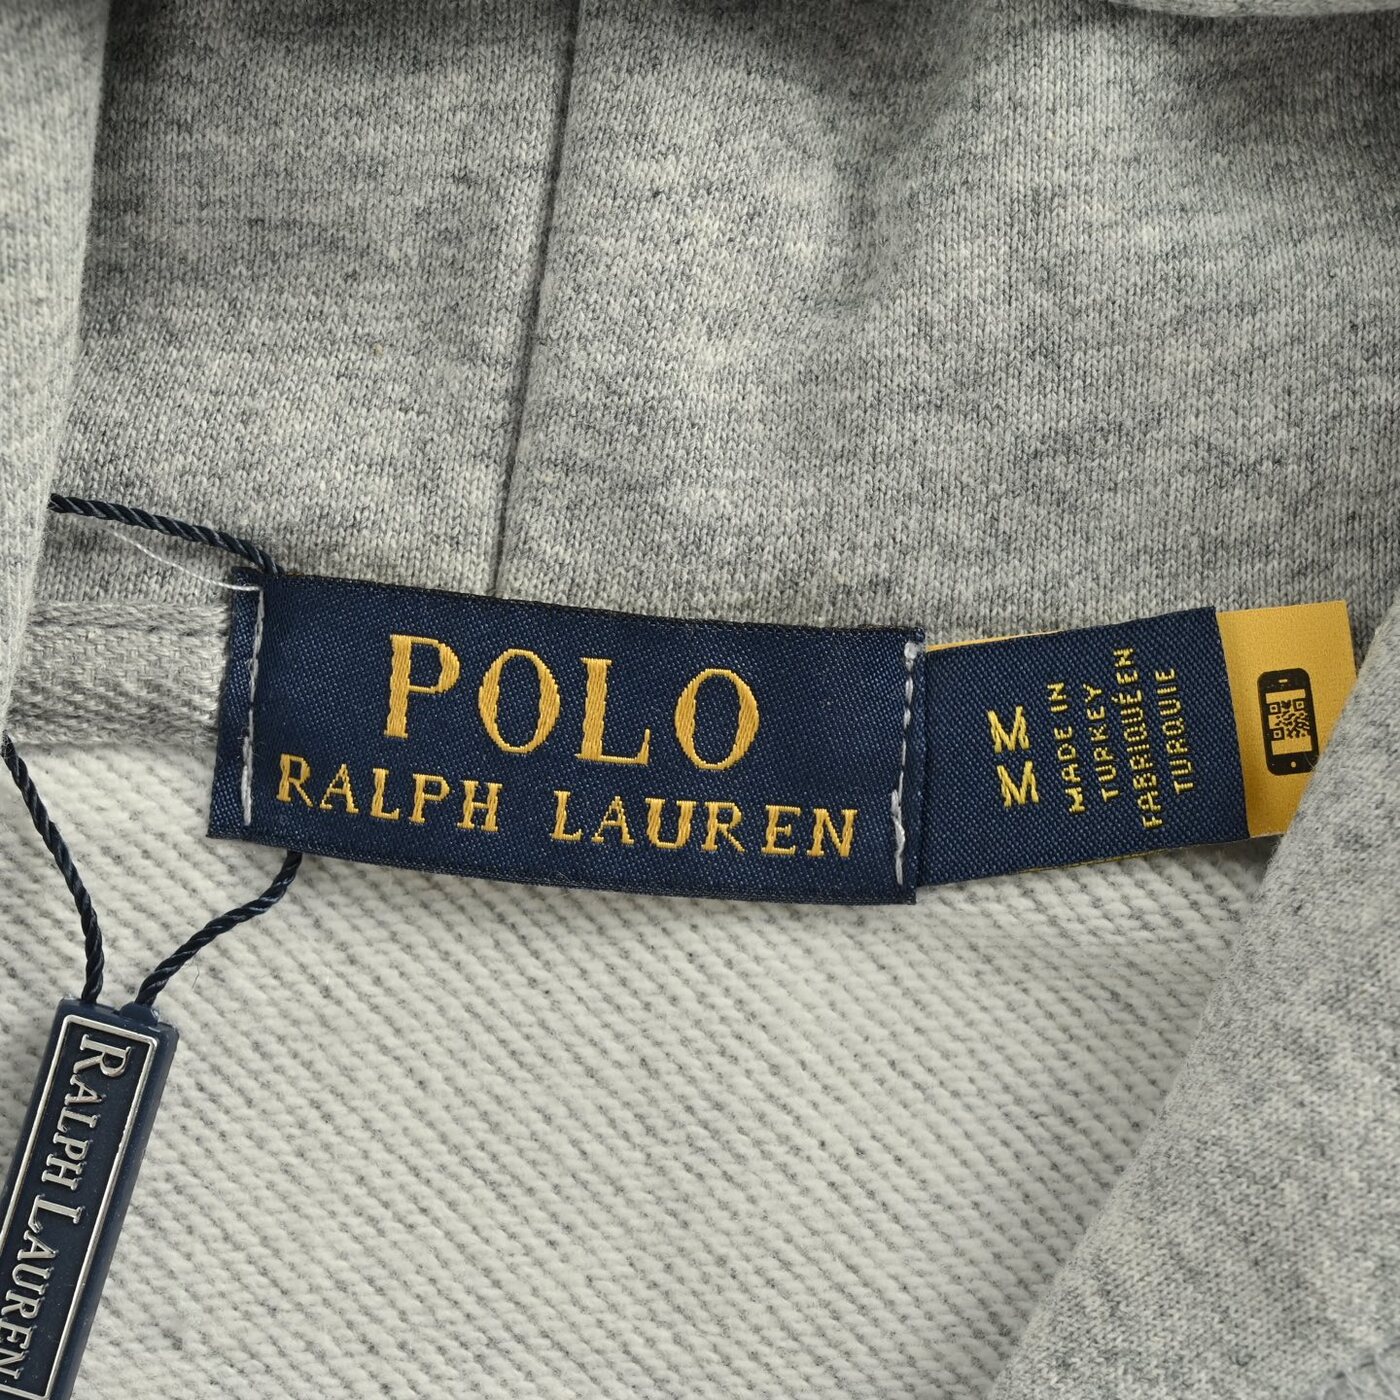 POLO
RALPH LAUREN
M
M
MADE IN
TURKEY
FABRIQUÉ EN
TURQUIE
RALPH LAUREN